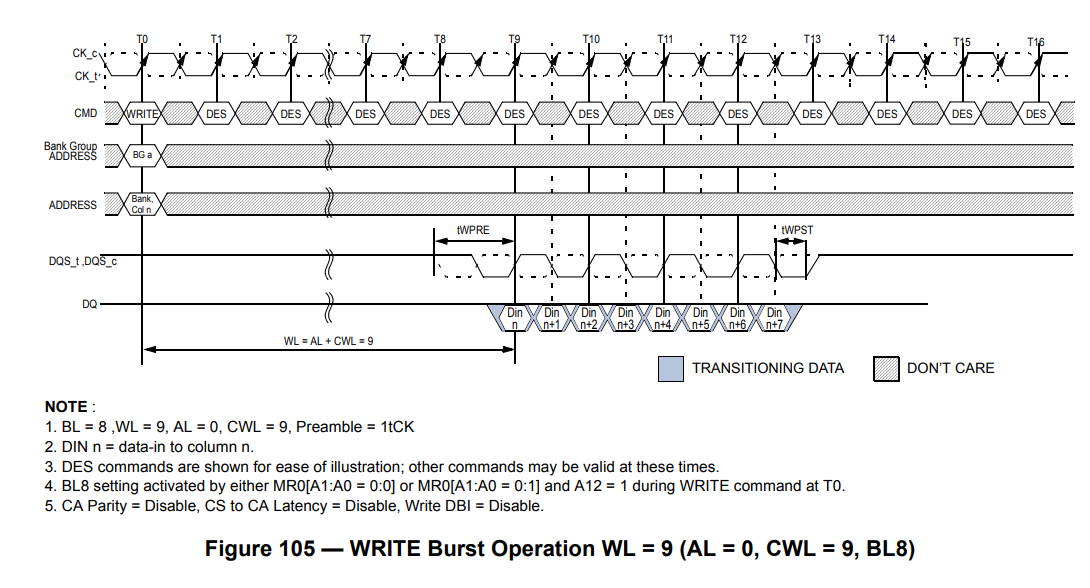 T0 T1 T2 T7 T8 T9 T10 T11 T12 T13 T14 T15 T16
CK_c
CK_t
CMD WRITE DES DES DES DES DES DES DES DES DES DES DES DES
Bank Group
ADDRESS BG a
ADDRESS Bank,
Col n
tWPRE tWPST
DQS_t ,DQS_c
DQ Din Din Din Din Din Din Din Din
n n+1 n+2 n+3 n+4 n+5 n+6 n+7
WL = AL + CWL = 9
TRANSITIONING DATA DON'T CARE
NOTE :
1. BL = 8 ,WL = 9, AL = 0, CWL = 9, Preamble = 1tCK
2. DIN n = data-in to column n.
3. DES commands are shown for ease of illustration; other commands may be valid at these times.
4. BL8 setting activated by either MR0[A1:A0 = 0:0] or MR0[A1:A0 = 0:1] and A12 = 1 during WRITE command at T0.
5. CA Parity = Disable, CS to CA Latency = Disable, Write DBI = Disable.
Figure 105 — WRITE Burst Operation WL = 9 (AL = 0, CWL = 9, BL8)